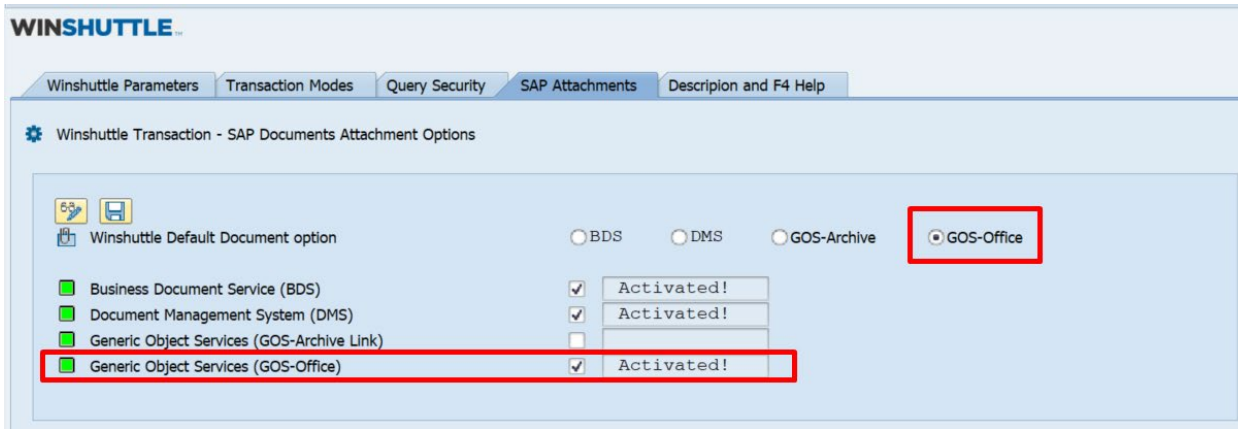 WINSHUTTLE™
Winshuttle Parameters Transaction Modes Query Security SAP Attachments Descripion and F4 Help
Winshuttle Transaction - SAP Documents Attachment Options
Winshuttle Default Document option BDS DMS GOS-Archive GOS-Office
Business Document Service (BDS) Activated!
Document Management System (DMS) Activated!
Generic Object Services (GOS-Archive Link)
Generic Object Services (GOS-Office) Activated!